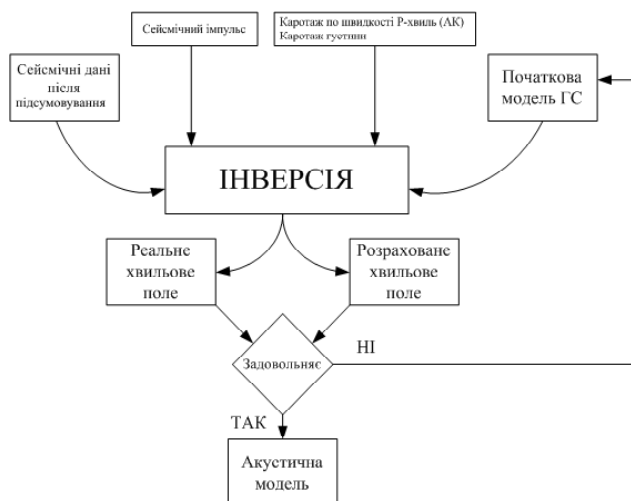 Сейсмічний імпульс
Каротаж по швидкості Р-хвиль (АК)
Каротаж густини
Сейсмічні дані
після
підсумовування
Початкова
модель ГС
ІНВЕРСІЯ
Реальне
хвильове
поле
Розраховане
хвильове
поле
Задовольняє
НІ
ТАК
Акустична
модель